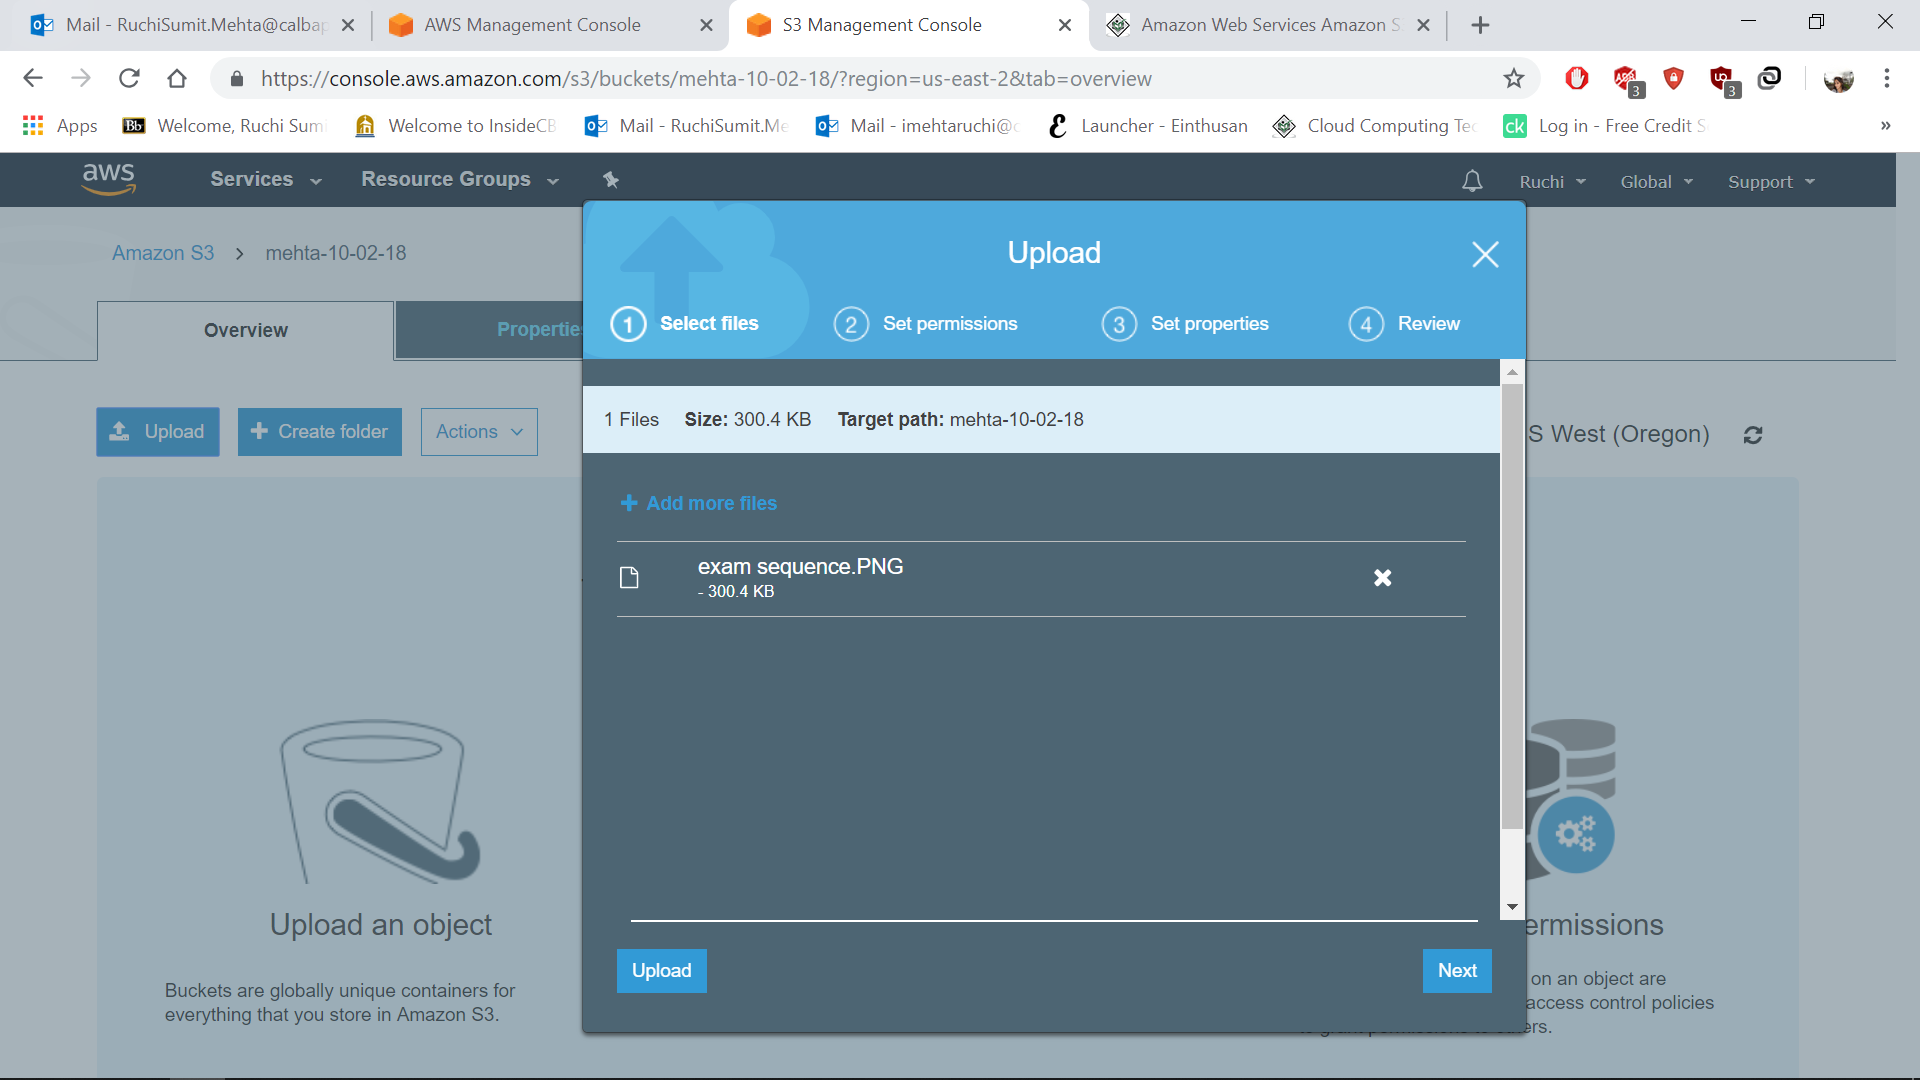 Mail - RuchiSumit.Mehta@calbap
AWS Management Console
S3 Management Console
Amazon Web Services Amazon S
https://console.aws.amazon.com/s3/buckets/mehta-10-02-18/?region=us-east-2&tab=overview
3
3
Apps
Bb Welcome, Ruchi Sumi
Welcome to InsideCB
Mail - RuchiSumit.Me
Mail - imehtaruchi@
Launcher - Einthusan
Cloud Computing Tec
ck Log in - Free Credit S
»
aws
Services
Resource Groups
Ruchi
Global
Support
Amazon S3 > mehta-10-02-18
Upload
1 Select files
2 Set permissions
3 Set properties
4 Review
Overview
Propertie
1 Files Size: 300.4 KB Target path: mehta-10-02-18
Upload
+ Create folder
Actions
S West (Oregon)
+ Add more files
exam sequence.PNG
- 300.4 KB
Upload an object
ermissions
Upload
Next
Buckets are globally unique containers for
everything that you store in Amazon S3.
on an object are
access control policies